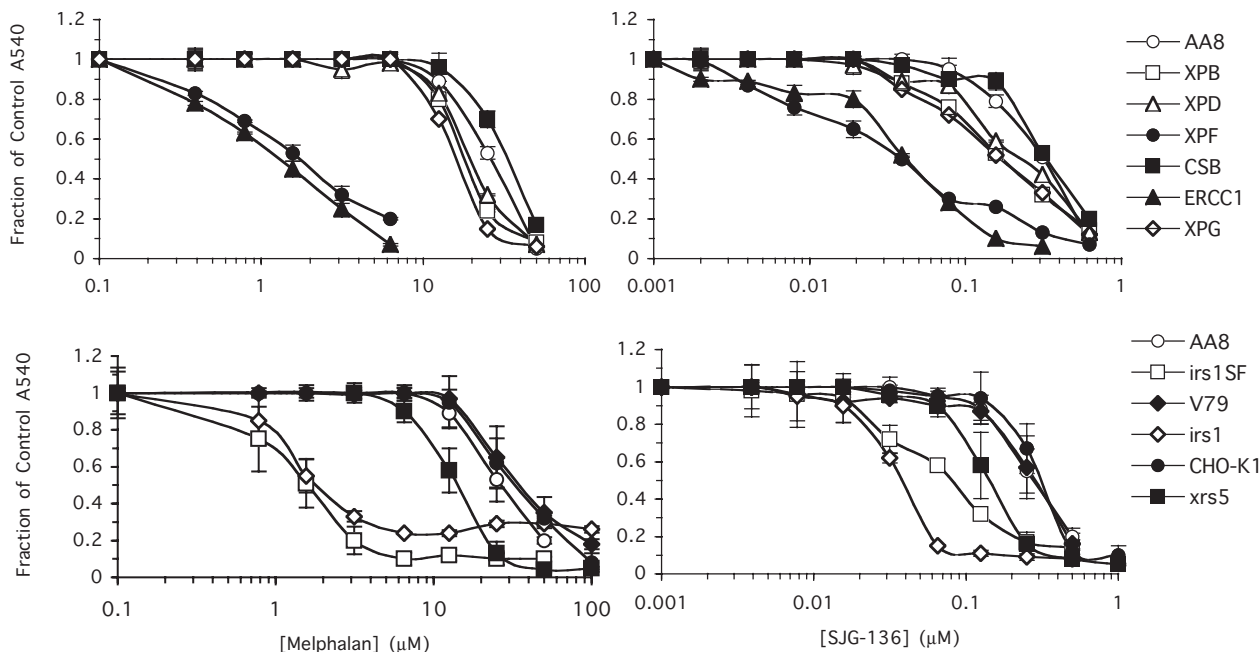 Fraction of Control A540
1.2
1
0.8
0.6
0.4
0.2
0
0.1
1
10
100
1.2
1
0.8
0.6
0.4
0.2
0
0.001
0.01
0.1
1
AA8
XPB
XPD
XPF
CSB
ERCC1
XPG
Fraction of Control A540
1.2
1
0.8
0.6
0.4
0.2
0
0.1
1
10
100
[Melphalan] (μM)
1.2
1
0.8
0.6
0.4
0.2
0
0.001
0.01
0.1
1
[SJG-136] (μM)
AA8
irs1SF
V79
irs1
CHO-K1
xrs5